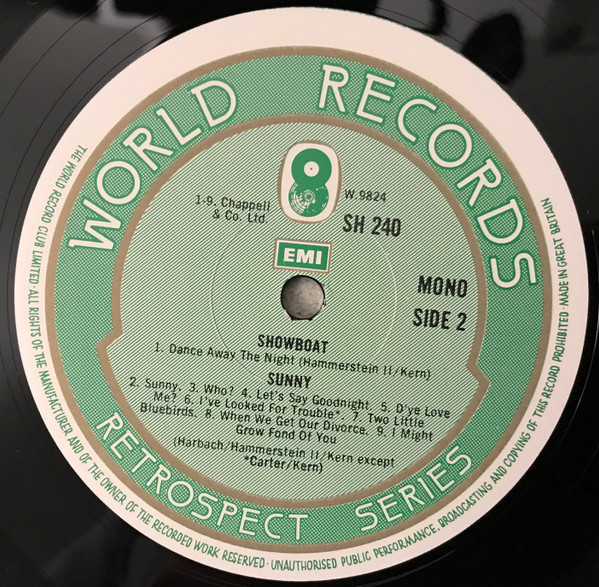 WORLD RECORDS
1-9. Chappell
& Co. Ltd.
W.9824
SH 240
EMI
MONO
SIDE 2
SHOWBOAT
1. Dance Away The Night (Hammerstein II/Kern)
SUNNY
2. Sunny. 3. Who? 4. Let's Say Goodnight. 5. D'ye Love
Me? 6. I've Looked For Trouble*. 7. Two Little
Bluebirds. 8. When We Get Our Divorce. 9. I Might
Grow Fond Of You
(Harbach/Hammerstein II/Kern except
*Carter/Kern)
RETROSPECT SERIES
THE WORLD RECORD CLUB LIMITED·ALL RIGHTS OF THE MANUFACTURER AND OF THE OWNER OF THE RECORDED WORK RESERVED·UNAUTHORISED PUBLIC PERFORMANCE, BROADCASTING AND COPYING OF THIS RECORD PROHIBITED·MADE IN GREAT BRITAIN